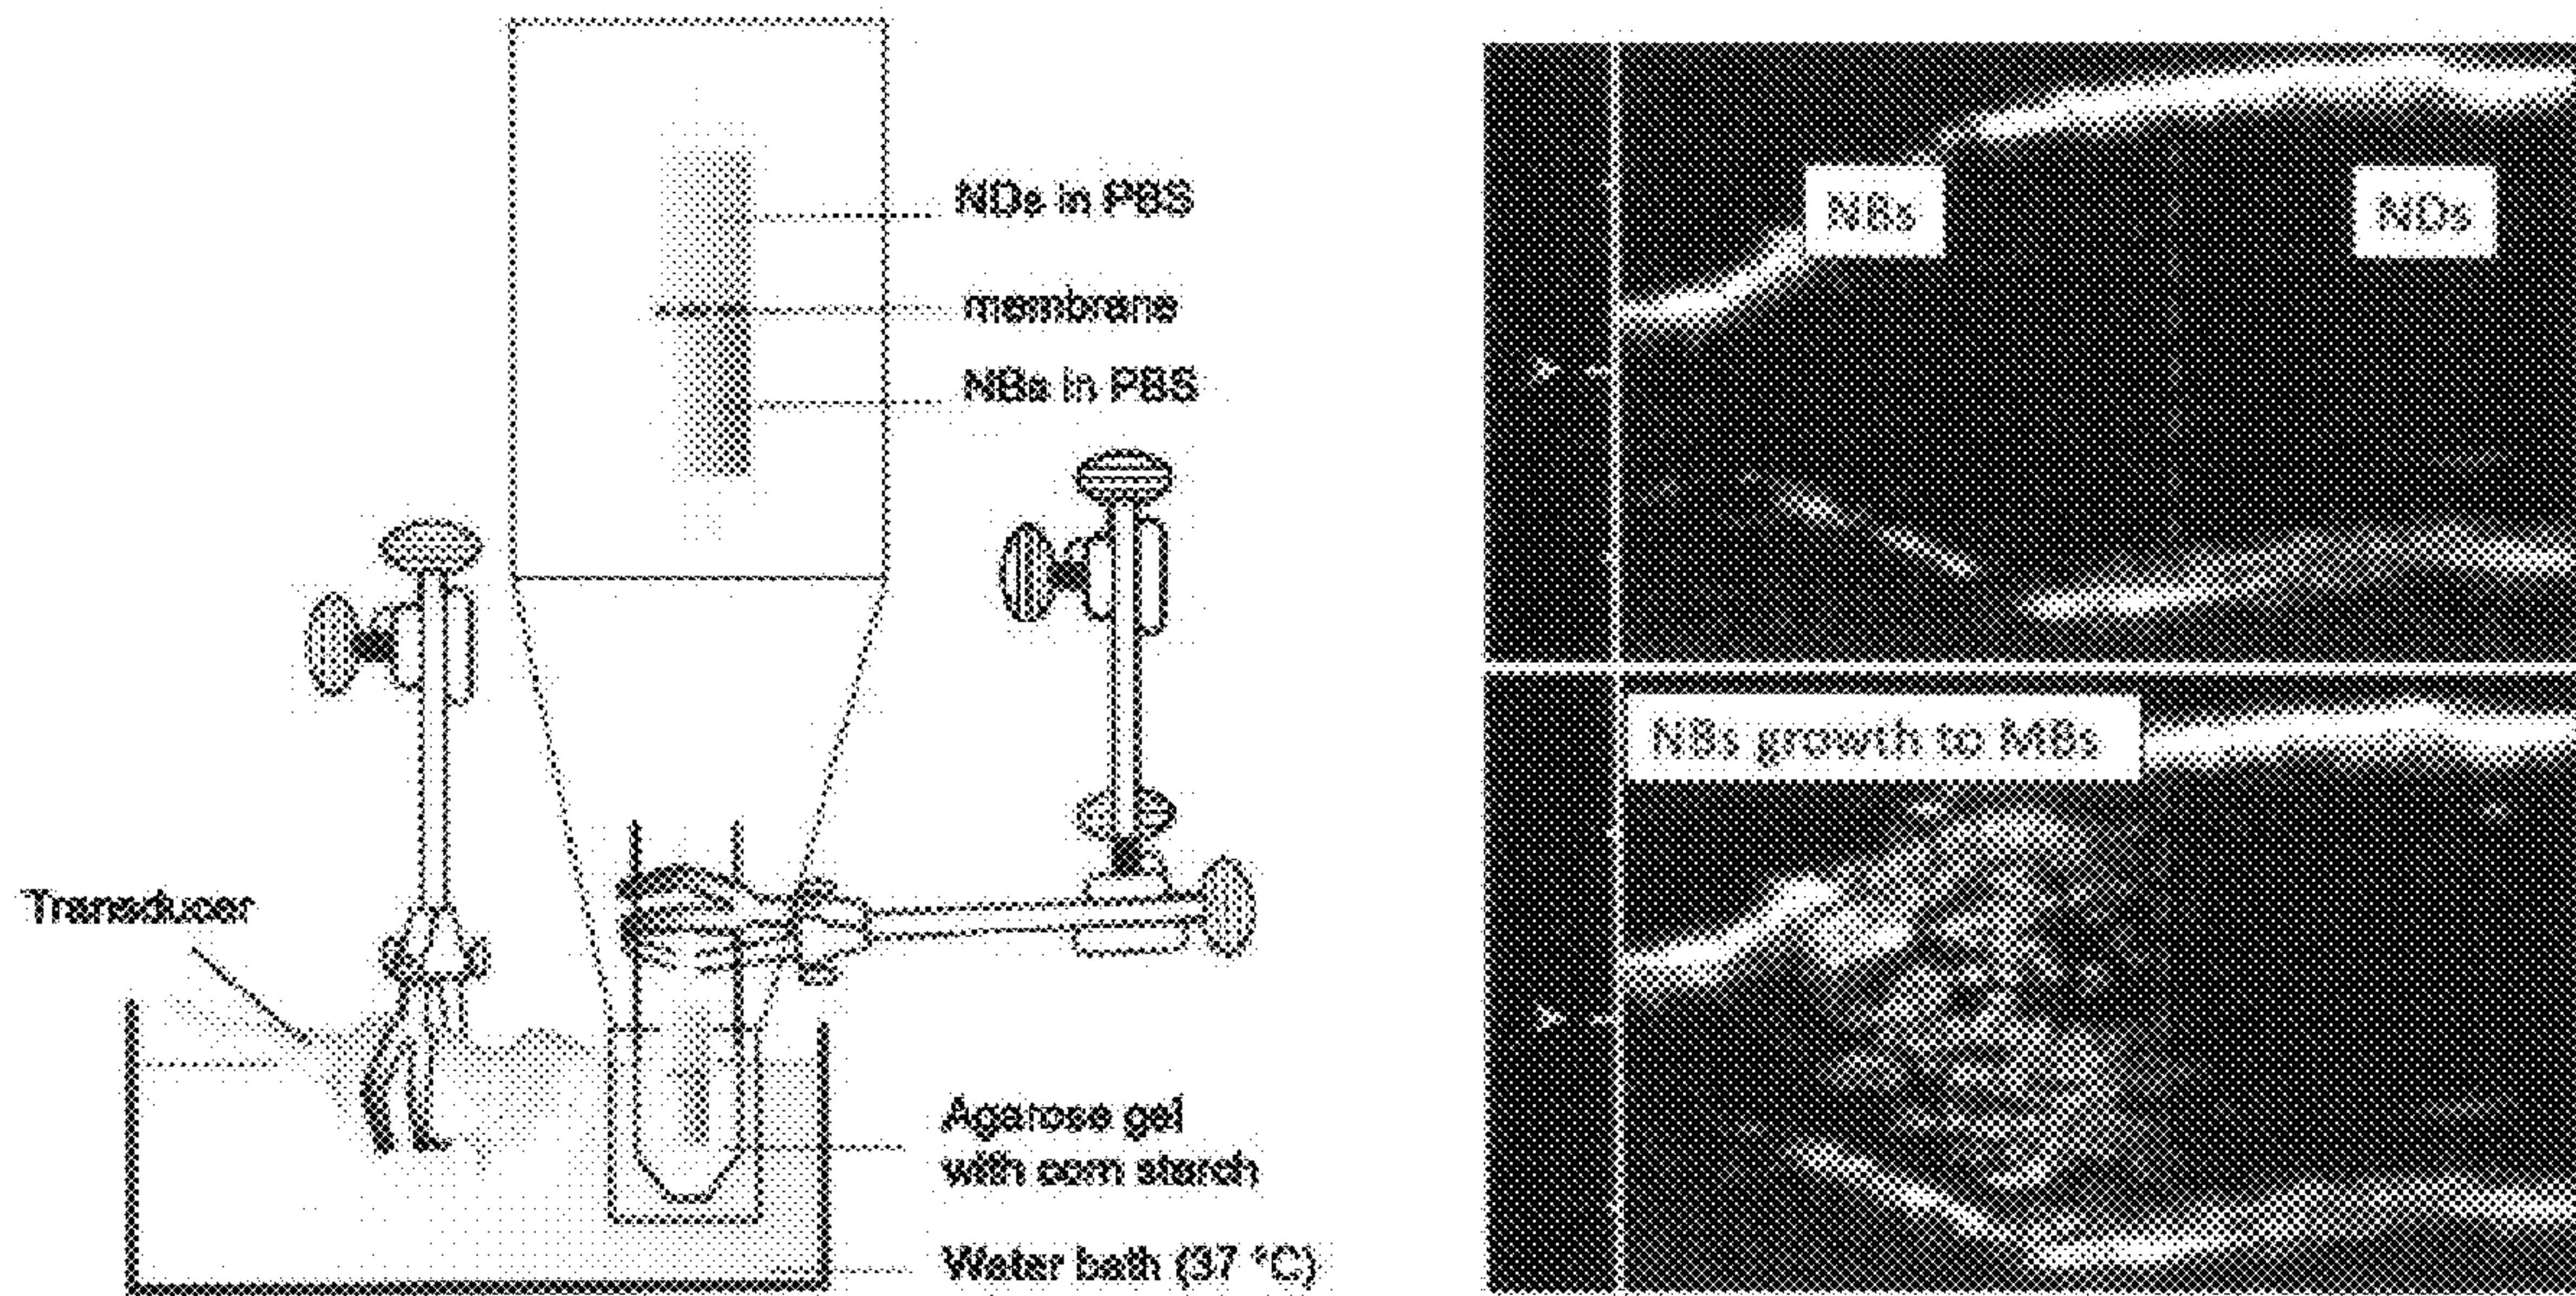 NDs in PBS
membrane
NBs in PBS
Transducer
Agarose gel
with corn starch
Water bath (37 °C)
NBs
NDs
NBs growth to MBs